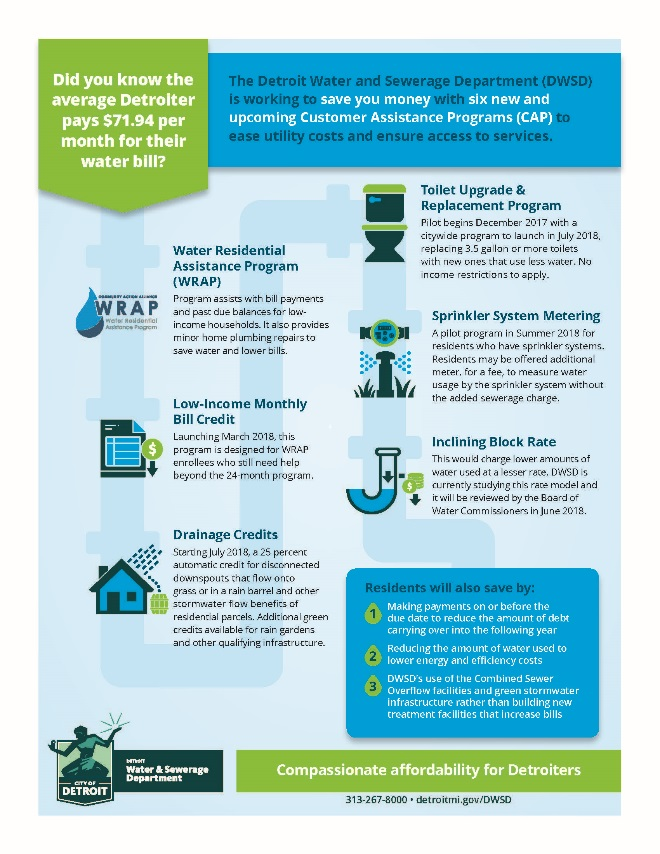 Did you know the
average Detroiter
pays $71.94 per
month for their
water bill?
The Detroit Water and Sewerage Department (DWSD)
is working to save you money with six new and
upcoming Customer Assistance Programs (CAP) to
ease utility costs and ensure access to services.
COMMUNITY ACTION ALLIANCE
WRAP
Water Residential
Assistance Program
Water Residential
Assistance Program
(WRAP)
Program assists with bill payments
and past due balances for low-
income households. It also provides
minor home plumbing repairs to
save water and lower bills.
Low-Income Monthly
Bill Credit
Launching March 2018, this
program is designed for WRAP
enrollees who still need help
beyond the 24-month program.
$
Drainage Credits
Starting July 2018, a 25 percent
automatic credit for disconnected
downspouts that flow onto
grass or in a rain barrel and other
stormwater flow benefits of
residential parcels. Additional green
credits available for rain gardens
and other qualifying infrastructure.
Toilet Upgrade &
Replacement Program
Pilot begins December 2017 with a
citywide program to launch in July 2018,
replacing 3.5 gallon or more toilets
with new ones that use less water. No
income restrictions to apply.
Sprinkler System Metering
A pilot program in Summer 2018 for
residents who have sprinkler systems.
Residents may be offered additional
meter, for a fee, to measure water
usage by the sprinkler system without
the added sewerage charge.
Inclining Block Rate
This would charge lower amounts of
water used at a lesser rate. DWSD is
currently studying this rate model and
it will be reviewed by the Board of
Water Commissioners in June 2018.
$
Residents will also save by:
1 Making payments on or before the
due date to reduce the amount of debt
carrying over into the following year
2 Reducing the amount of water used to
lower energy and efficiency costs
3 DWSD's use of the Combined Sewer
Overflow facilities and green stormwater
infrastructure rather than building new
treatment facilities that increase bills
CITY OF
DETROIT
DETROIT
Water & Sewerage
Department
Compassionate affordability for Detroiters
313-267-8000 • detroitmi.gov/DWSD